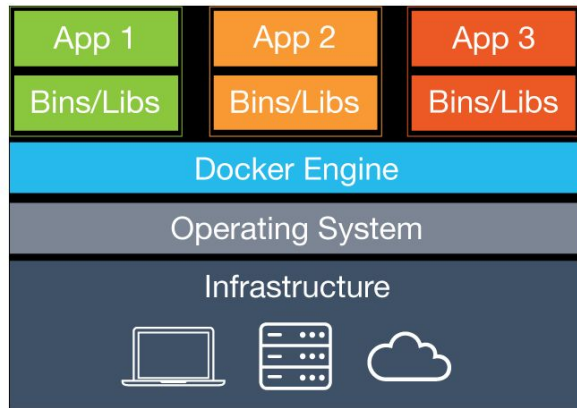 App 1
App 2
App 3
Bins/Libs
Bins/Libs
Bins/Libs
Docker Engine
Operating System
Infrastructure